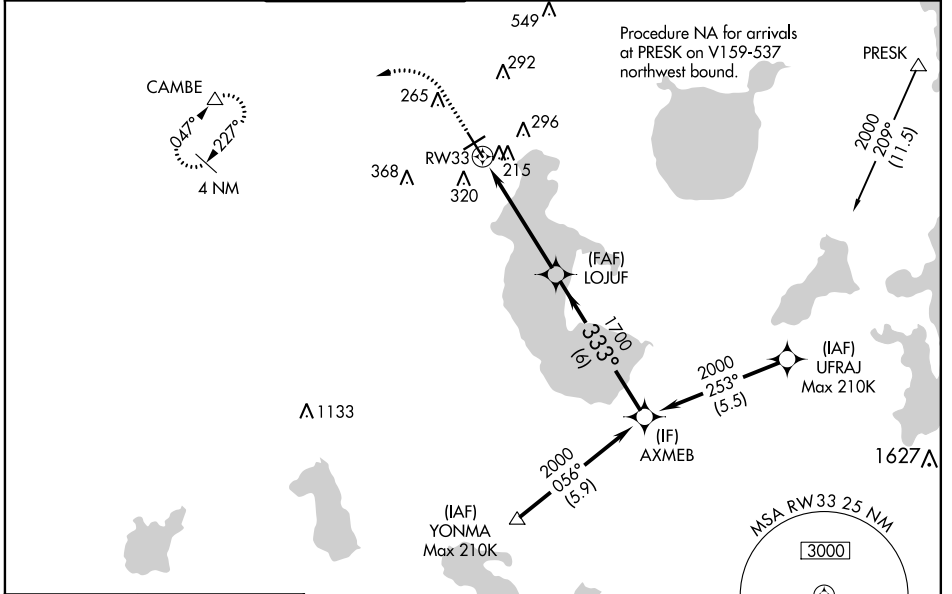 549
Procedure NA for arrivals
at PRESK on V159-537
northwest bound.
PRESK
292
CAMBE
265
2000
209°
(11.5)
047°
227°
296
RW33
215
4 NM
368
320
(FAF)
LOJUF
1700
333°
(6)
2000
253°
(5.5)
(IAF)
UFRAJ
Max 210K
1133
(IF)
AXMEB
1627
2000
056°
(5.9)
(IAF)
YONMA
Max 210K
MSA RW33 25 NM
3000